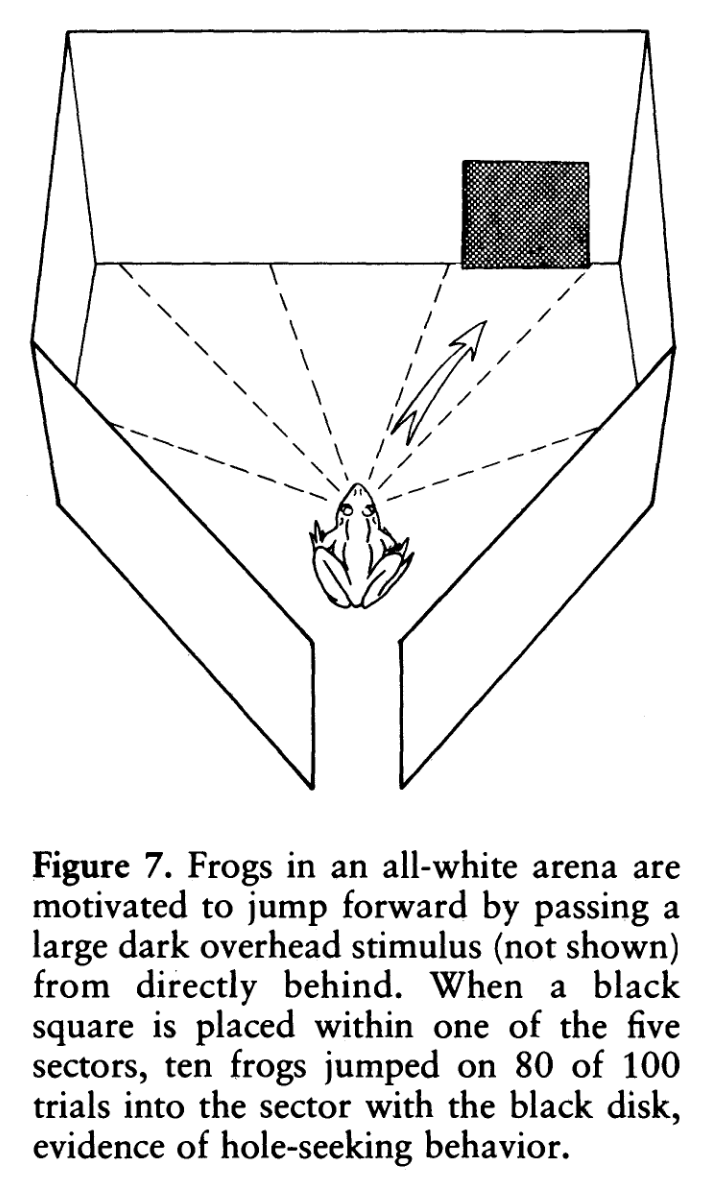 Figure 7. Frogs in an all-white arena are
motivated to jump forward by passing a
large dark overhead stimulus (not shown)
from directly behind. When a black
square is placed within one of the five
sectors, ten frogs jumped on 80 of 100
trials into the sector with the black disk,
evidence of hole-seeking behavior.